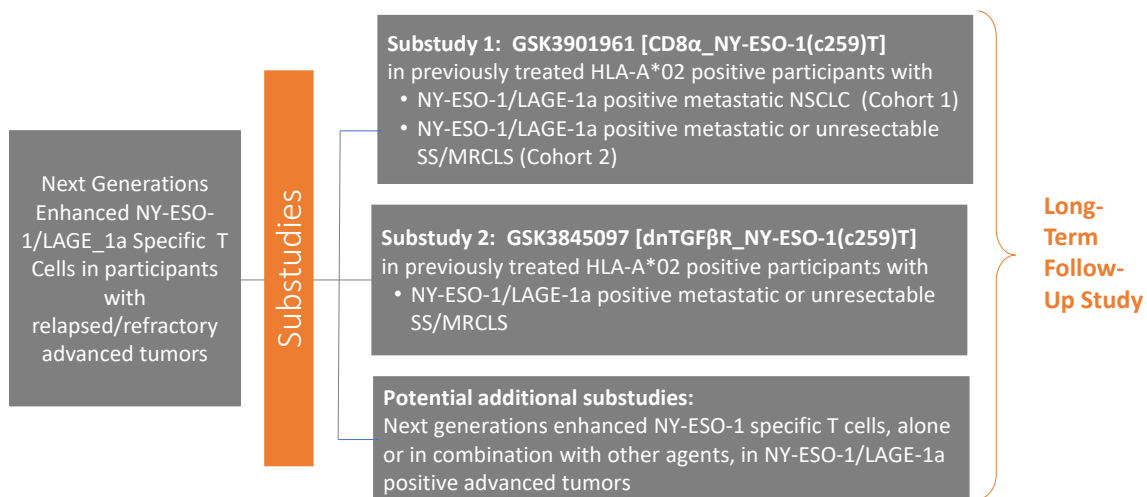 Next Generations
Enhanced NY-ESO-
1/LAGE_1a Specific T
Cells in participants
with
relapsed/refractory
advanced tumors
Substudies
Substudy 1: GSK3901961 [CD8α_NY-ESO-1(c259)T]
in previously treated HLA-A*02 positive participants with
• NY-ESO-1/LAGE-1a positive metastatic NSCLC (Cohort 1)
• NY-ESO-1/LAGE-1a positive metastatic or unresectable
SS/MRCLS (Cohort 2)
Substudy 2: GSK3845097 [dnTGFβR_NY-ESO-1(c259)T]
in previously treated HLA-A*02 positive participants with
• NY-ESO-1/LAGE-1a positive metastatic or unresectable
SS/MRCLS
Potential additional substudies:
Next generations enhanced NY-ESO-1 specific T cells, alone
or in combination with other agents, in NY-ESO-1/LAGE-1a
positive advanced tumors
Long-
Term
Follow-
Up Study